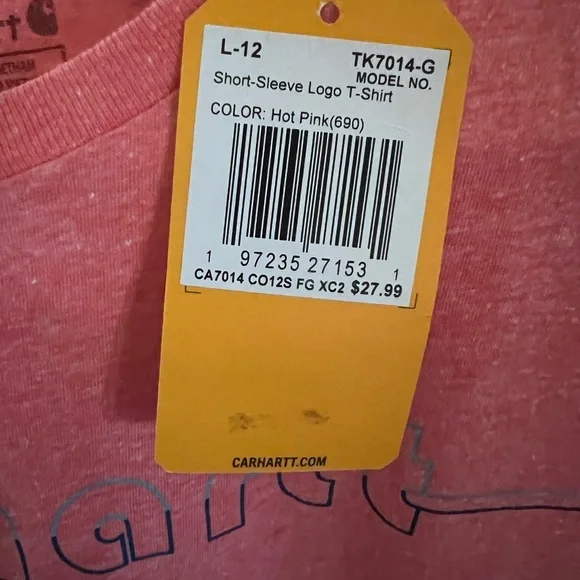 L-12
TK7014-G
MODEL NO.
Short-Sleeve Logo T-Shirt
COLOR: Hot Pink(690)
1 97235 27153 1
CA7014 CO12S FG XC2 $27.99
CARHARTT.COM